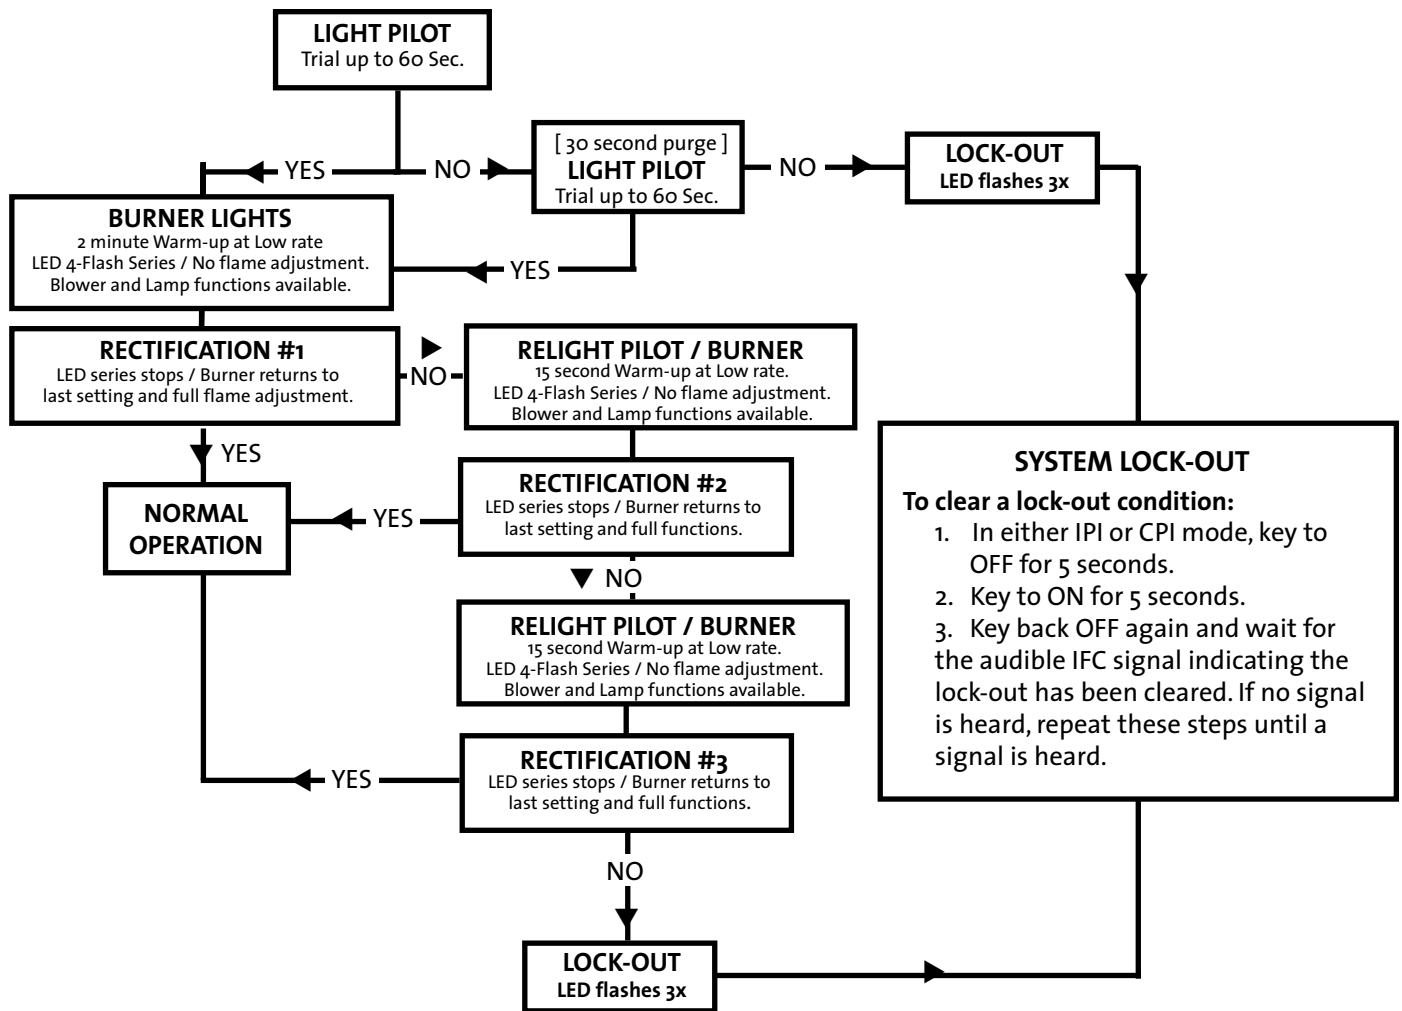 LIGHT PILOT
Trial up to 60 Sec.
YES
NO
[ 30 second purge ]
LIGHT PILOT
Trial up to 60 Sec.
NO
LOCK-OUT
LED flashes 3x
BURNER LIGHTS
2 minute Warm-up at Low rate
LED 4-Flash Series / No flame adjustment.
Blower and Lamp functions available.
YES
RECTIFICATION #1
LED series stops / Burner returns to
last setting and full flame adjustment.
NO
RELIGHT PILOT / BURNER
15 second Warm-up at Low rate.
LED 4-Flash Series / No flame adjustment.
Blower and Lamp functions available.
YES
NORMAL
OPERATION
YES
RECTIFICATION #2
LED series stops / Burner returns to
last setting and full functions.
NO
RELIGHT PILOT / BURNER
15 second Warm-up at Low rate.
LED 4-Flash Series / No flame adjustment.
Blower and Lamp functions available.
YES
RECTIFICATION #3
LED series stops / Burner returns to
last setting and full functions.
NO
LOCK-OUT
LED flashes 3x
SYSTEM LOCK-OUT
To clear a lock-out condition:
1. In either IPI or CPI mode, key to
OFF for 5 seconds.
2. Key to ON for 5 seconds.
3. Key back OFF again and wait for
the audible IFC signal indicating the
lock-out has been cleared. If no signal
is heard, repeat these steps until a
signal is heard.